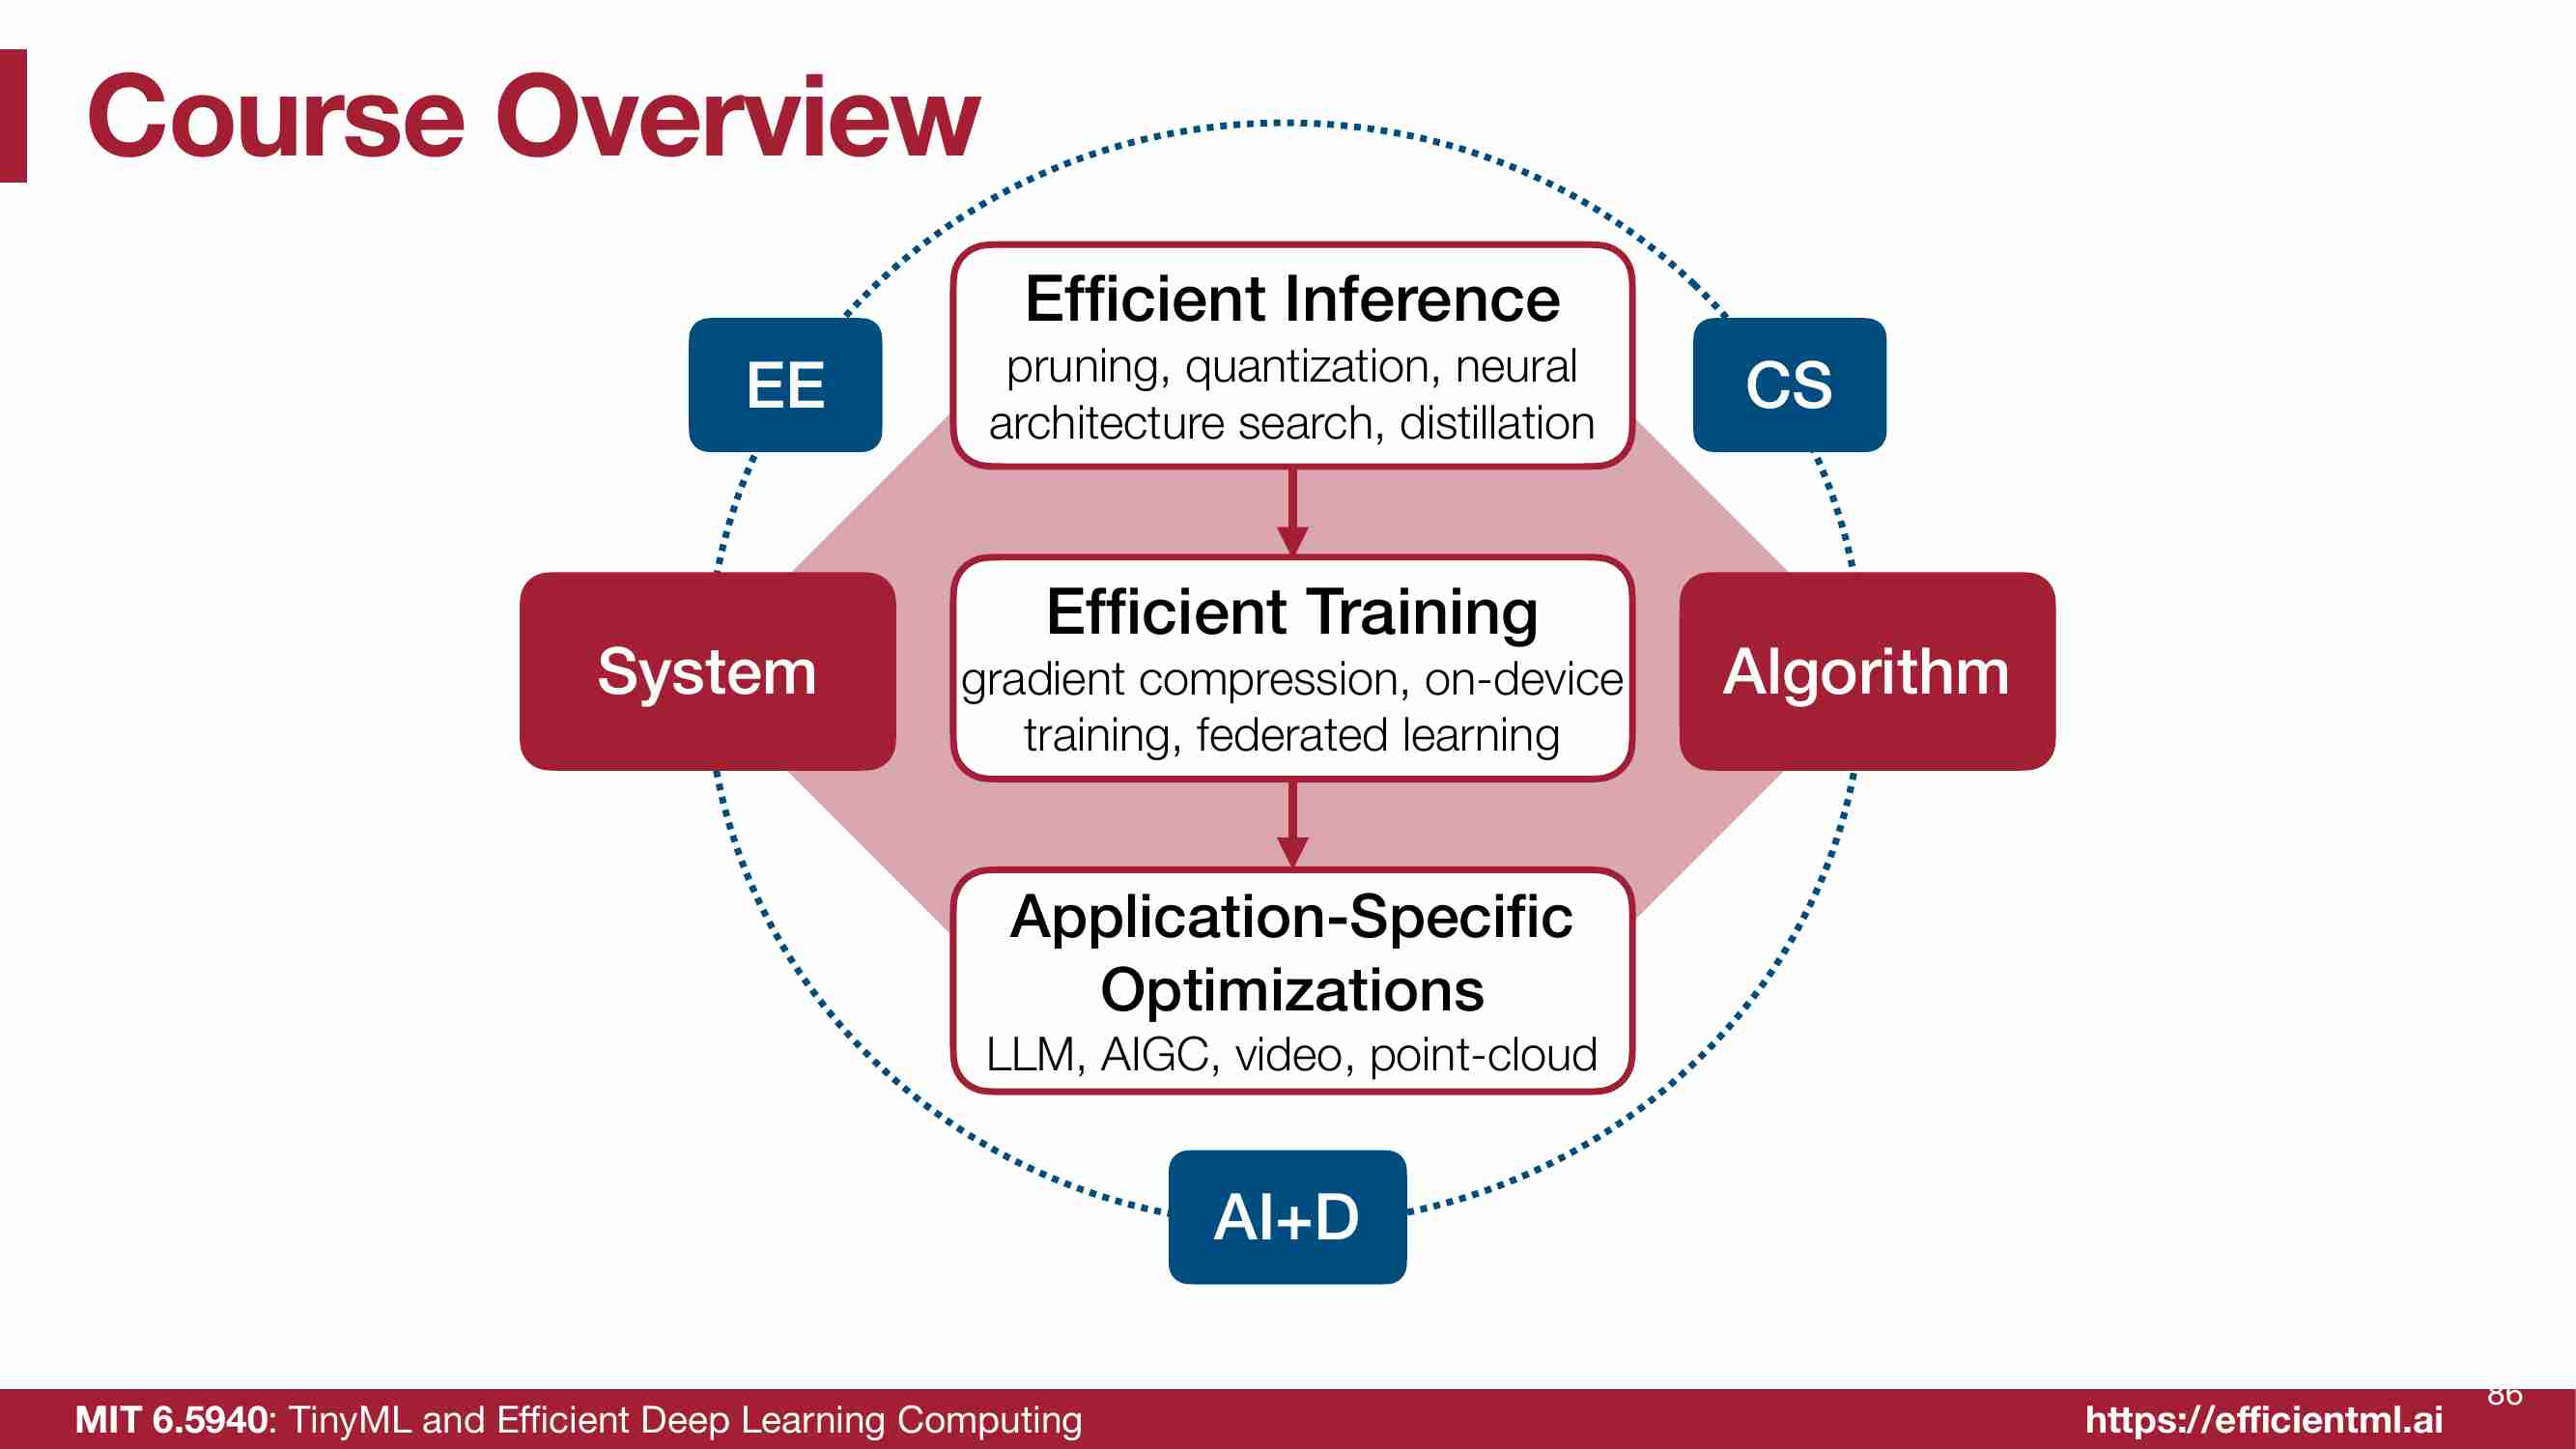 Course Overview
EE
Efficient Inference
pruning, quantization, neural
architecture search, distillation
CS
System
Efficient Training
gradient compression, on-device
training, federated learning
Algorithm
Application-Specific
Optimizations
LLM, AIGC, video, point-cloud
AI+D
MIT 6.5940: TinyML and Efficient Deep Learning Computing
https://efficientml.ai
86